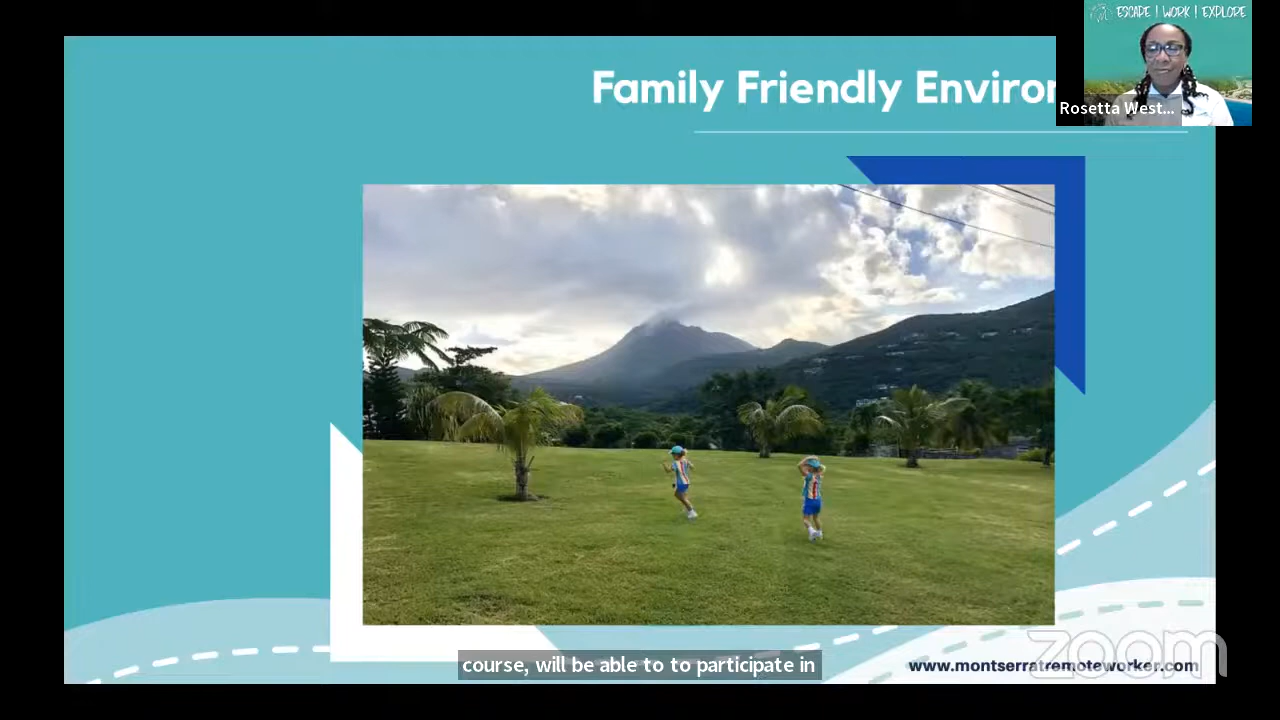 ESCAPE | WORK | EXPLORE
Family Friendly Enviro
Rosetta West...
course, will be able to to participate in
www.montserratremoteworker.com
zoom